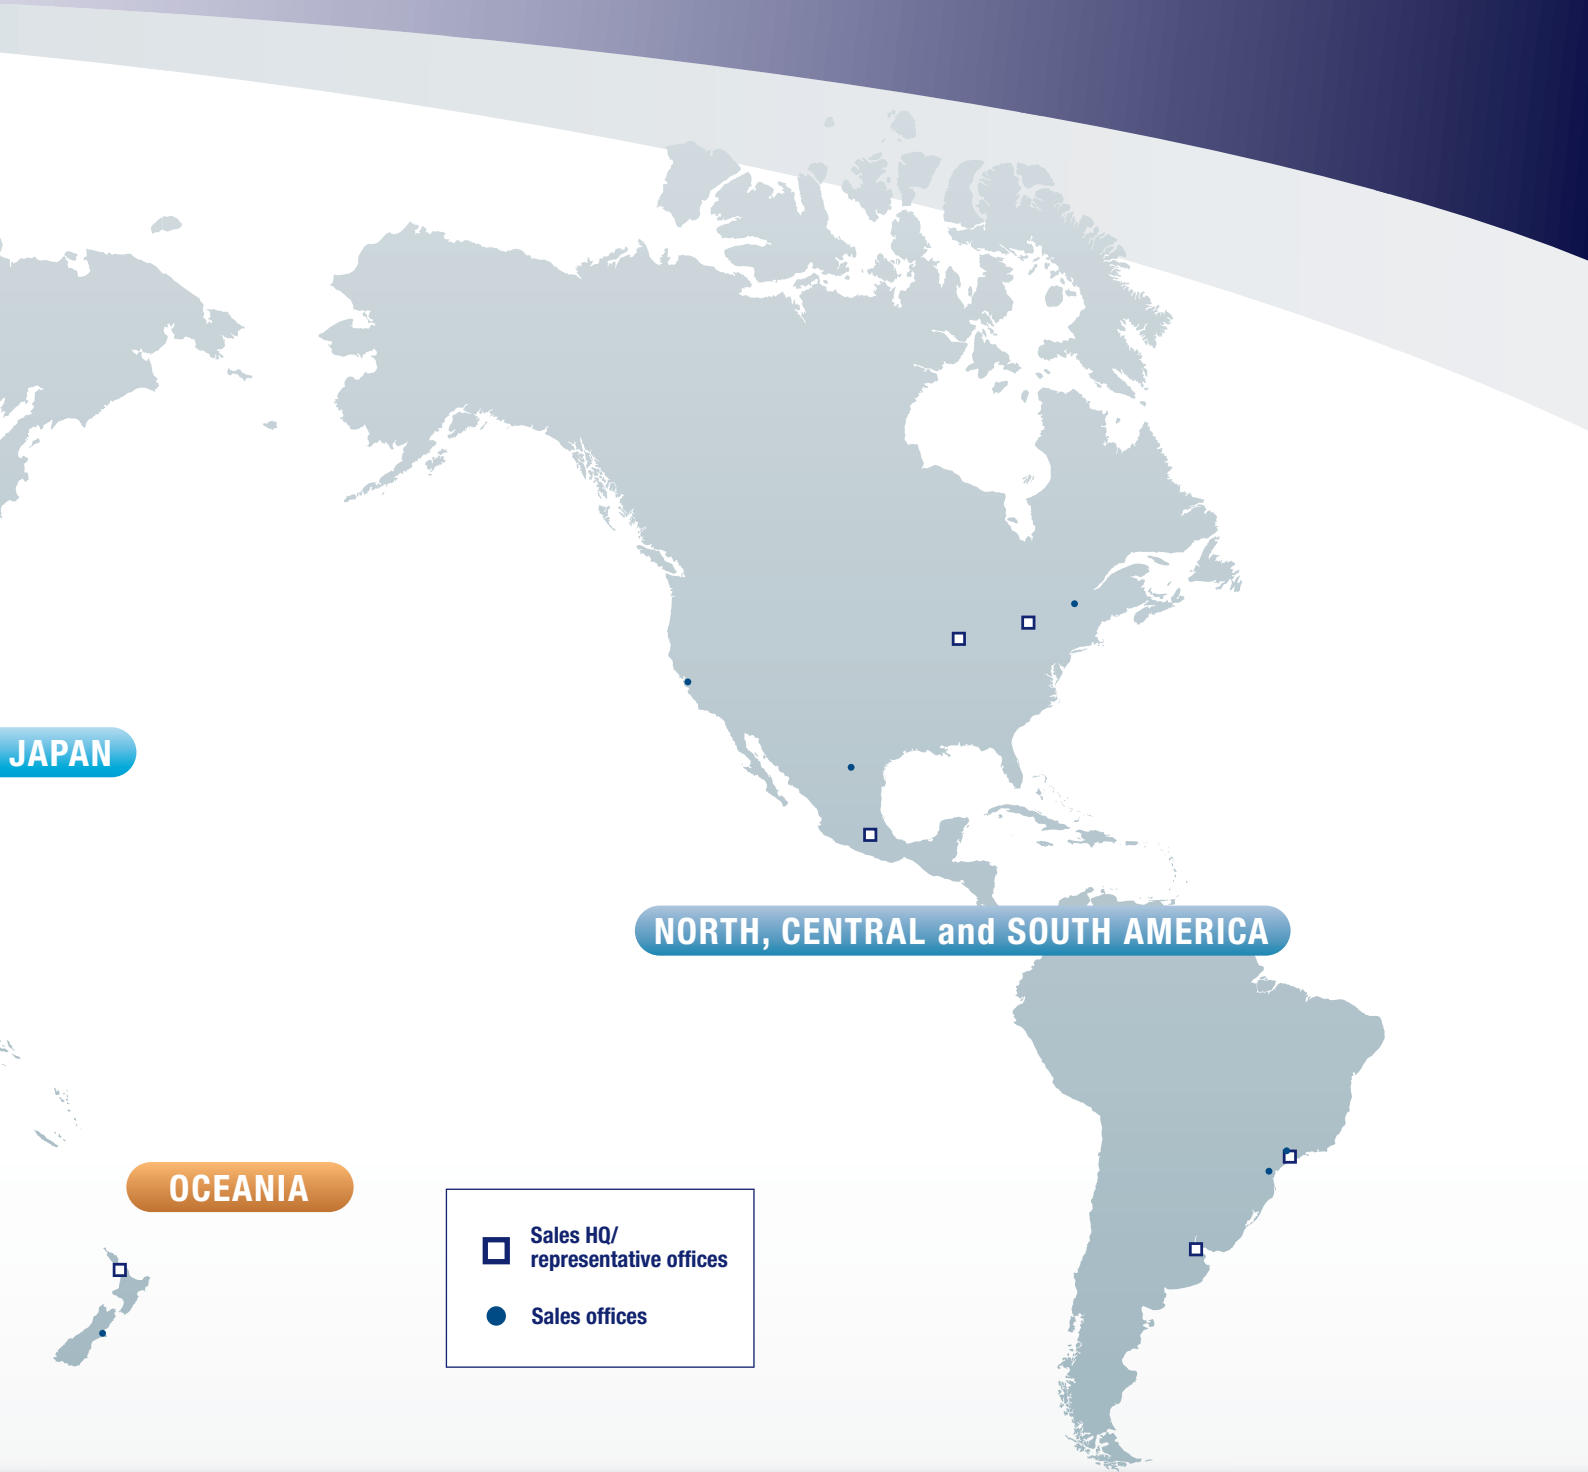 JAPAN
NORTH, CENTRAL and SOUTH AMERICA
OCEANIA
Sales HQ/
representative offices
Sales offices